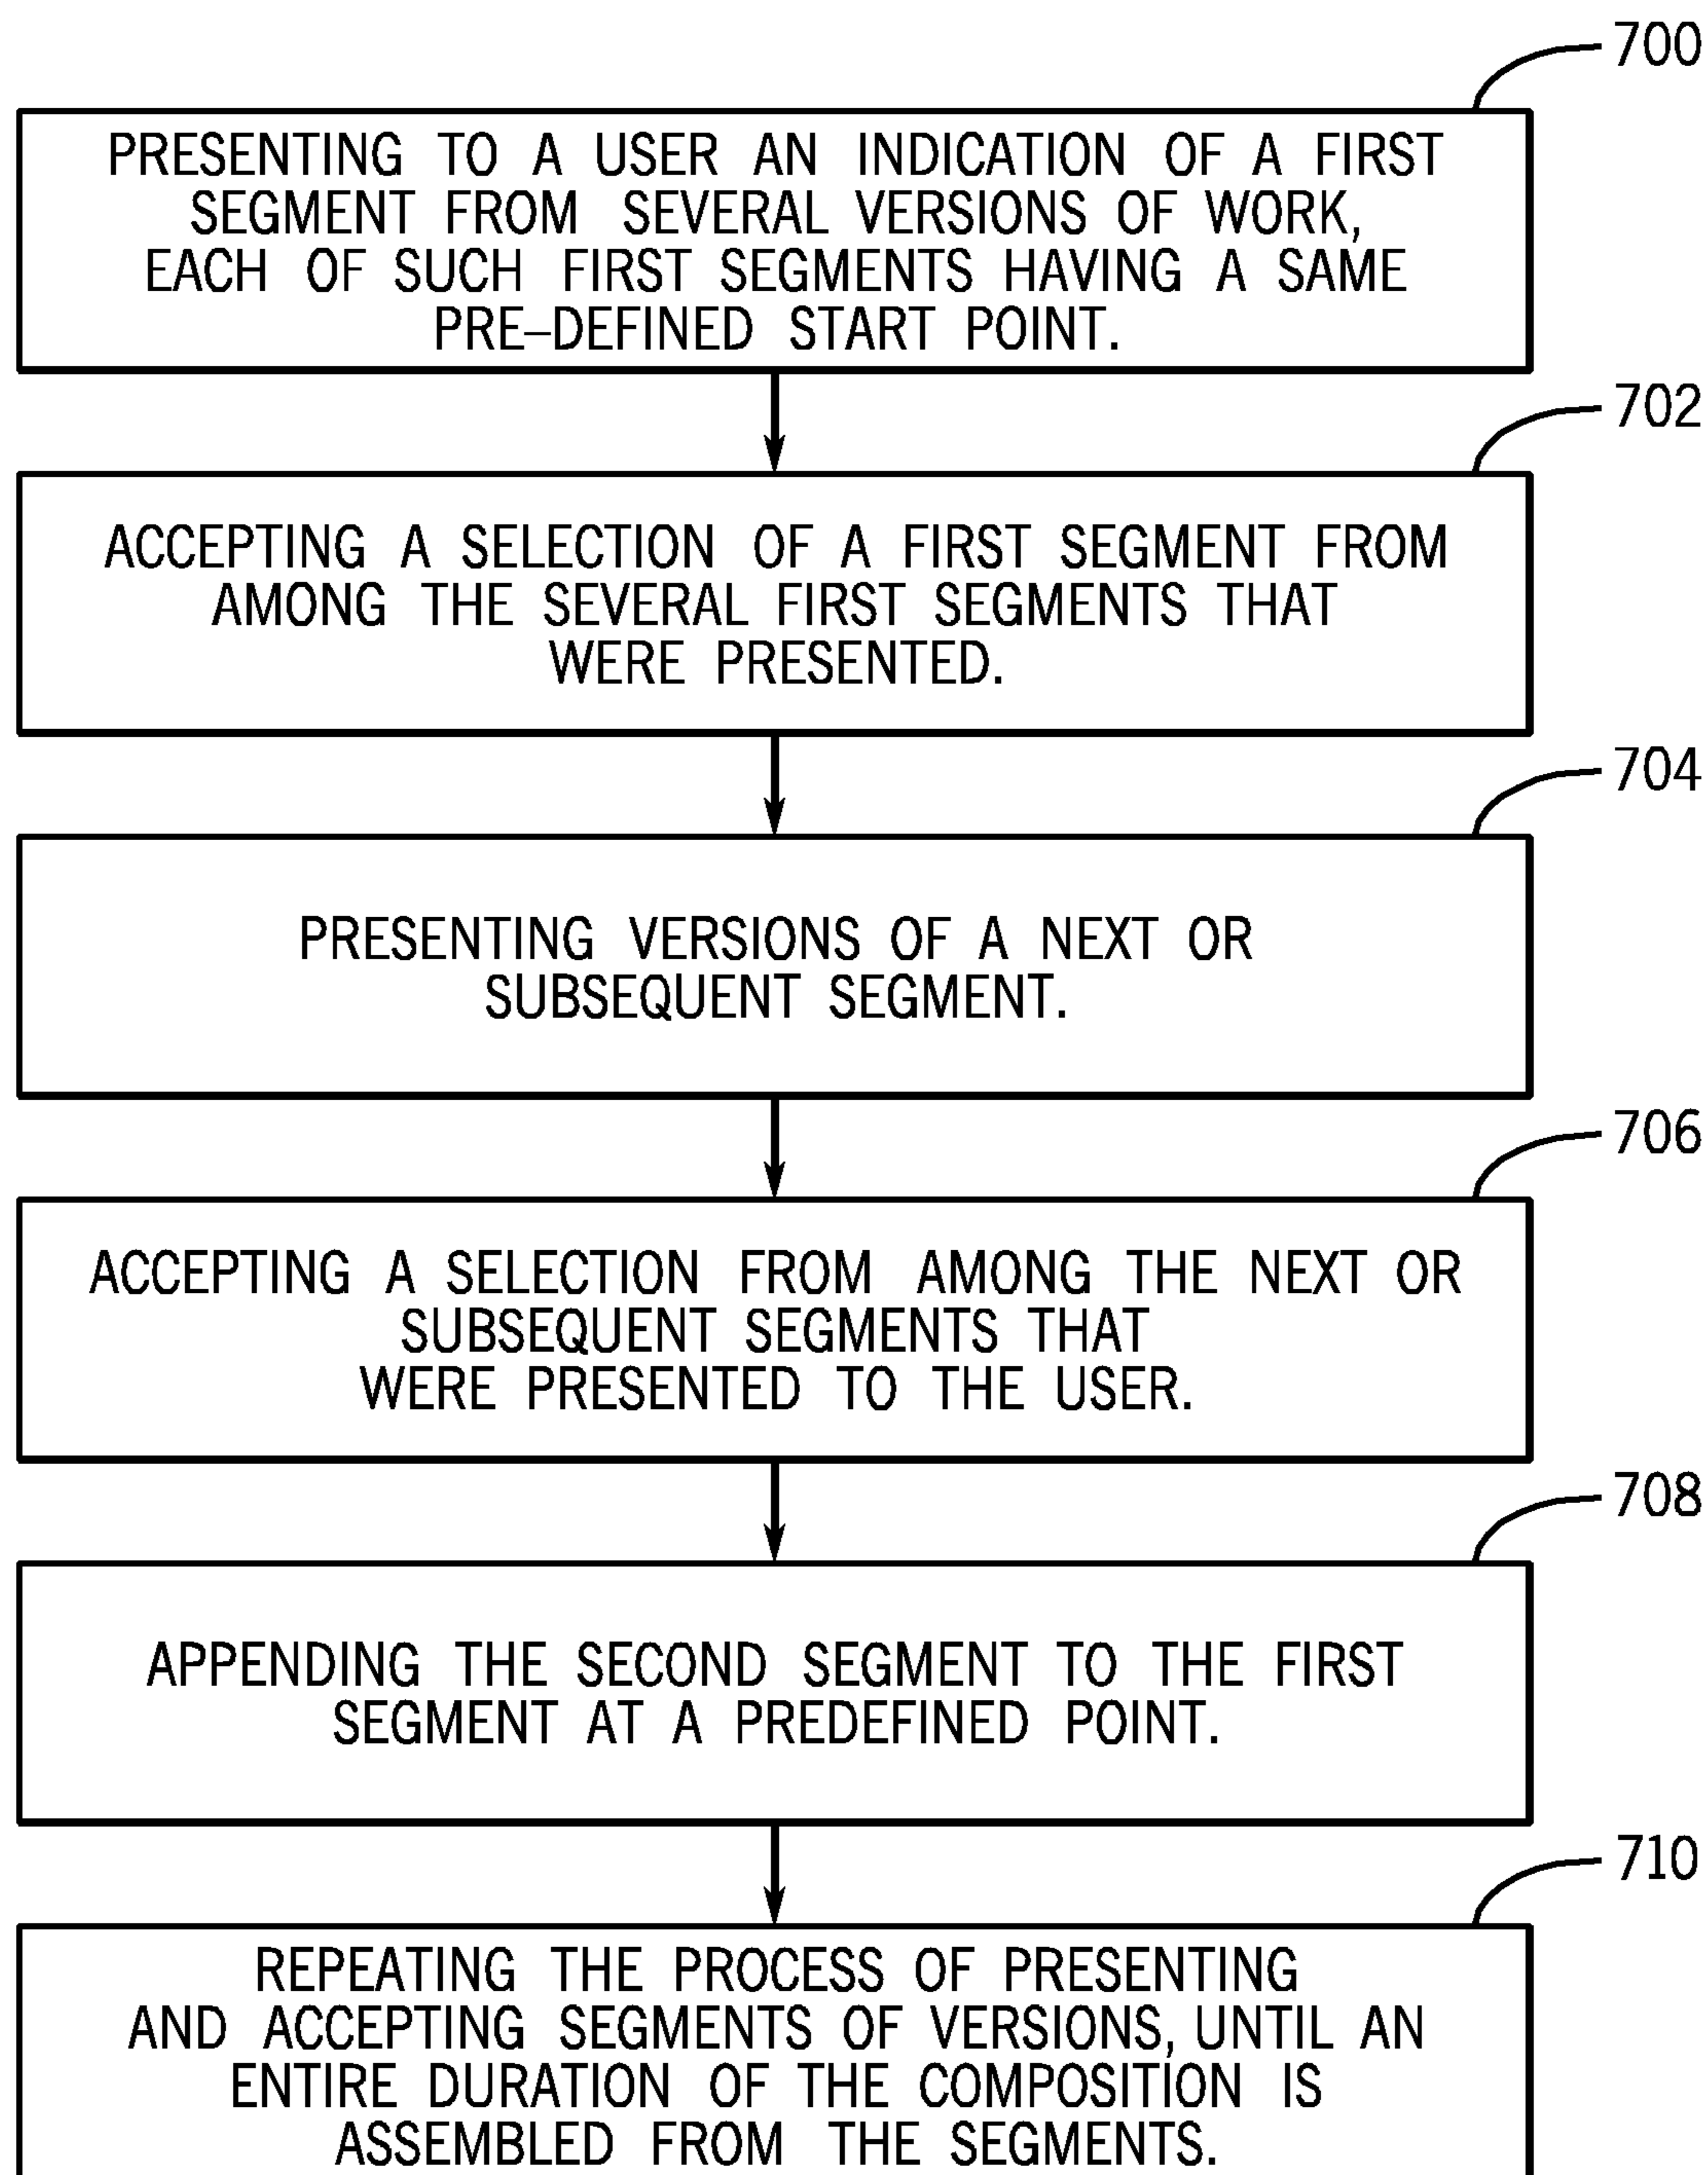 700
PRESENTING TO A USER AN INDICATION OF A FIRST
SEGMENT FROM SEVERAL VERSIONS OF WORK,
EACH OF SUCH FIRST SEGMENTS HAVING A SAME
PRE–DEFINED START POINT.
702
ACCEPTING A SELECTION OF A FIRST SEGMENT FROM
AMONG THE SEVERAL FIRST SEGMENTS THAT
WERE PRESENTED.
704
PRESENTING VERSIONS OF A NEXT OR
SUBSEQUENT SEGMENT.
706
ACCEPTING A SELECTION FROM AMONG THE NEXT OR
SUBSEQUENT SEGMENTS THAT
WERE PRESENTED TO THE USER.
708
APPENDING THE SECOND SEGMENT TO THE FIRST
SEGMENT AT A PREDEFINED POINT.
710
REPEATING THE PROCESS OF PRESENTING
AND ACCEPTING SEGMENTS OF VERSIONS, UNTIL AN
ENTIRE DURATION OF THE COMPOSITION IS
ASSEMBLED FROM THE SEGMENTS.